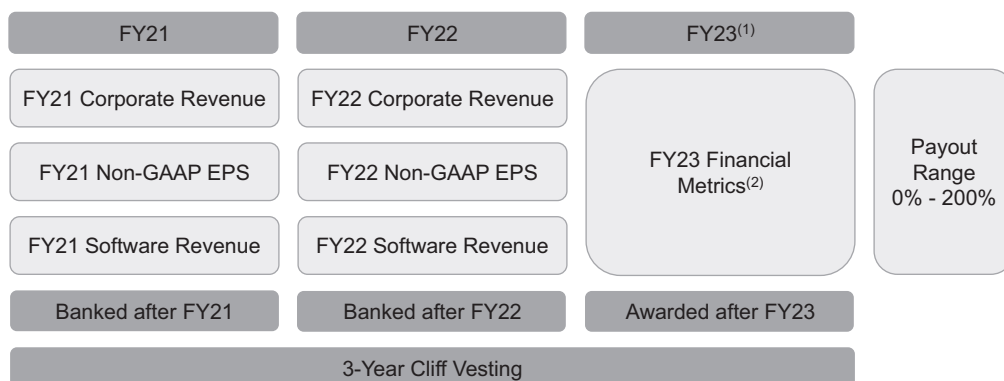 FY21
FY22
FY23(1)
FY21 Corporate Revenue
FY22 Corporate Revenue
FY21 Non-GAAP EPS
FY22 Non-GAAP EPS
FY21 Software Revenue
FY22 Software Revenue
FY23 Financial
Metrics(2)
Payout
Range
0% - 200%
Banked after FY21
Banked after FY22
Awarded after FY23
3-Year Cliff Vesting